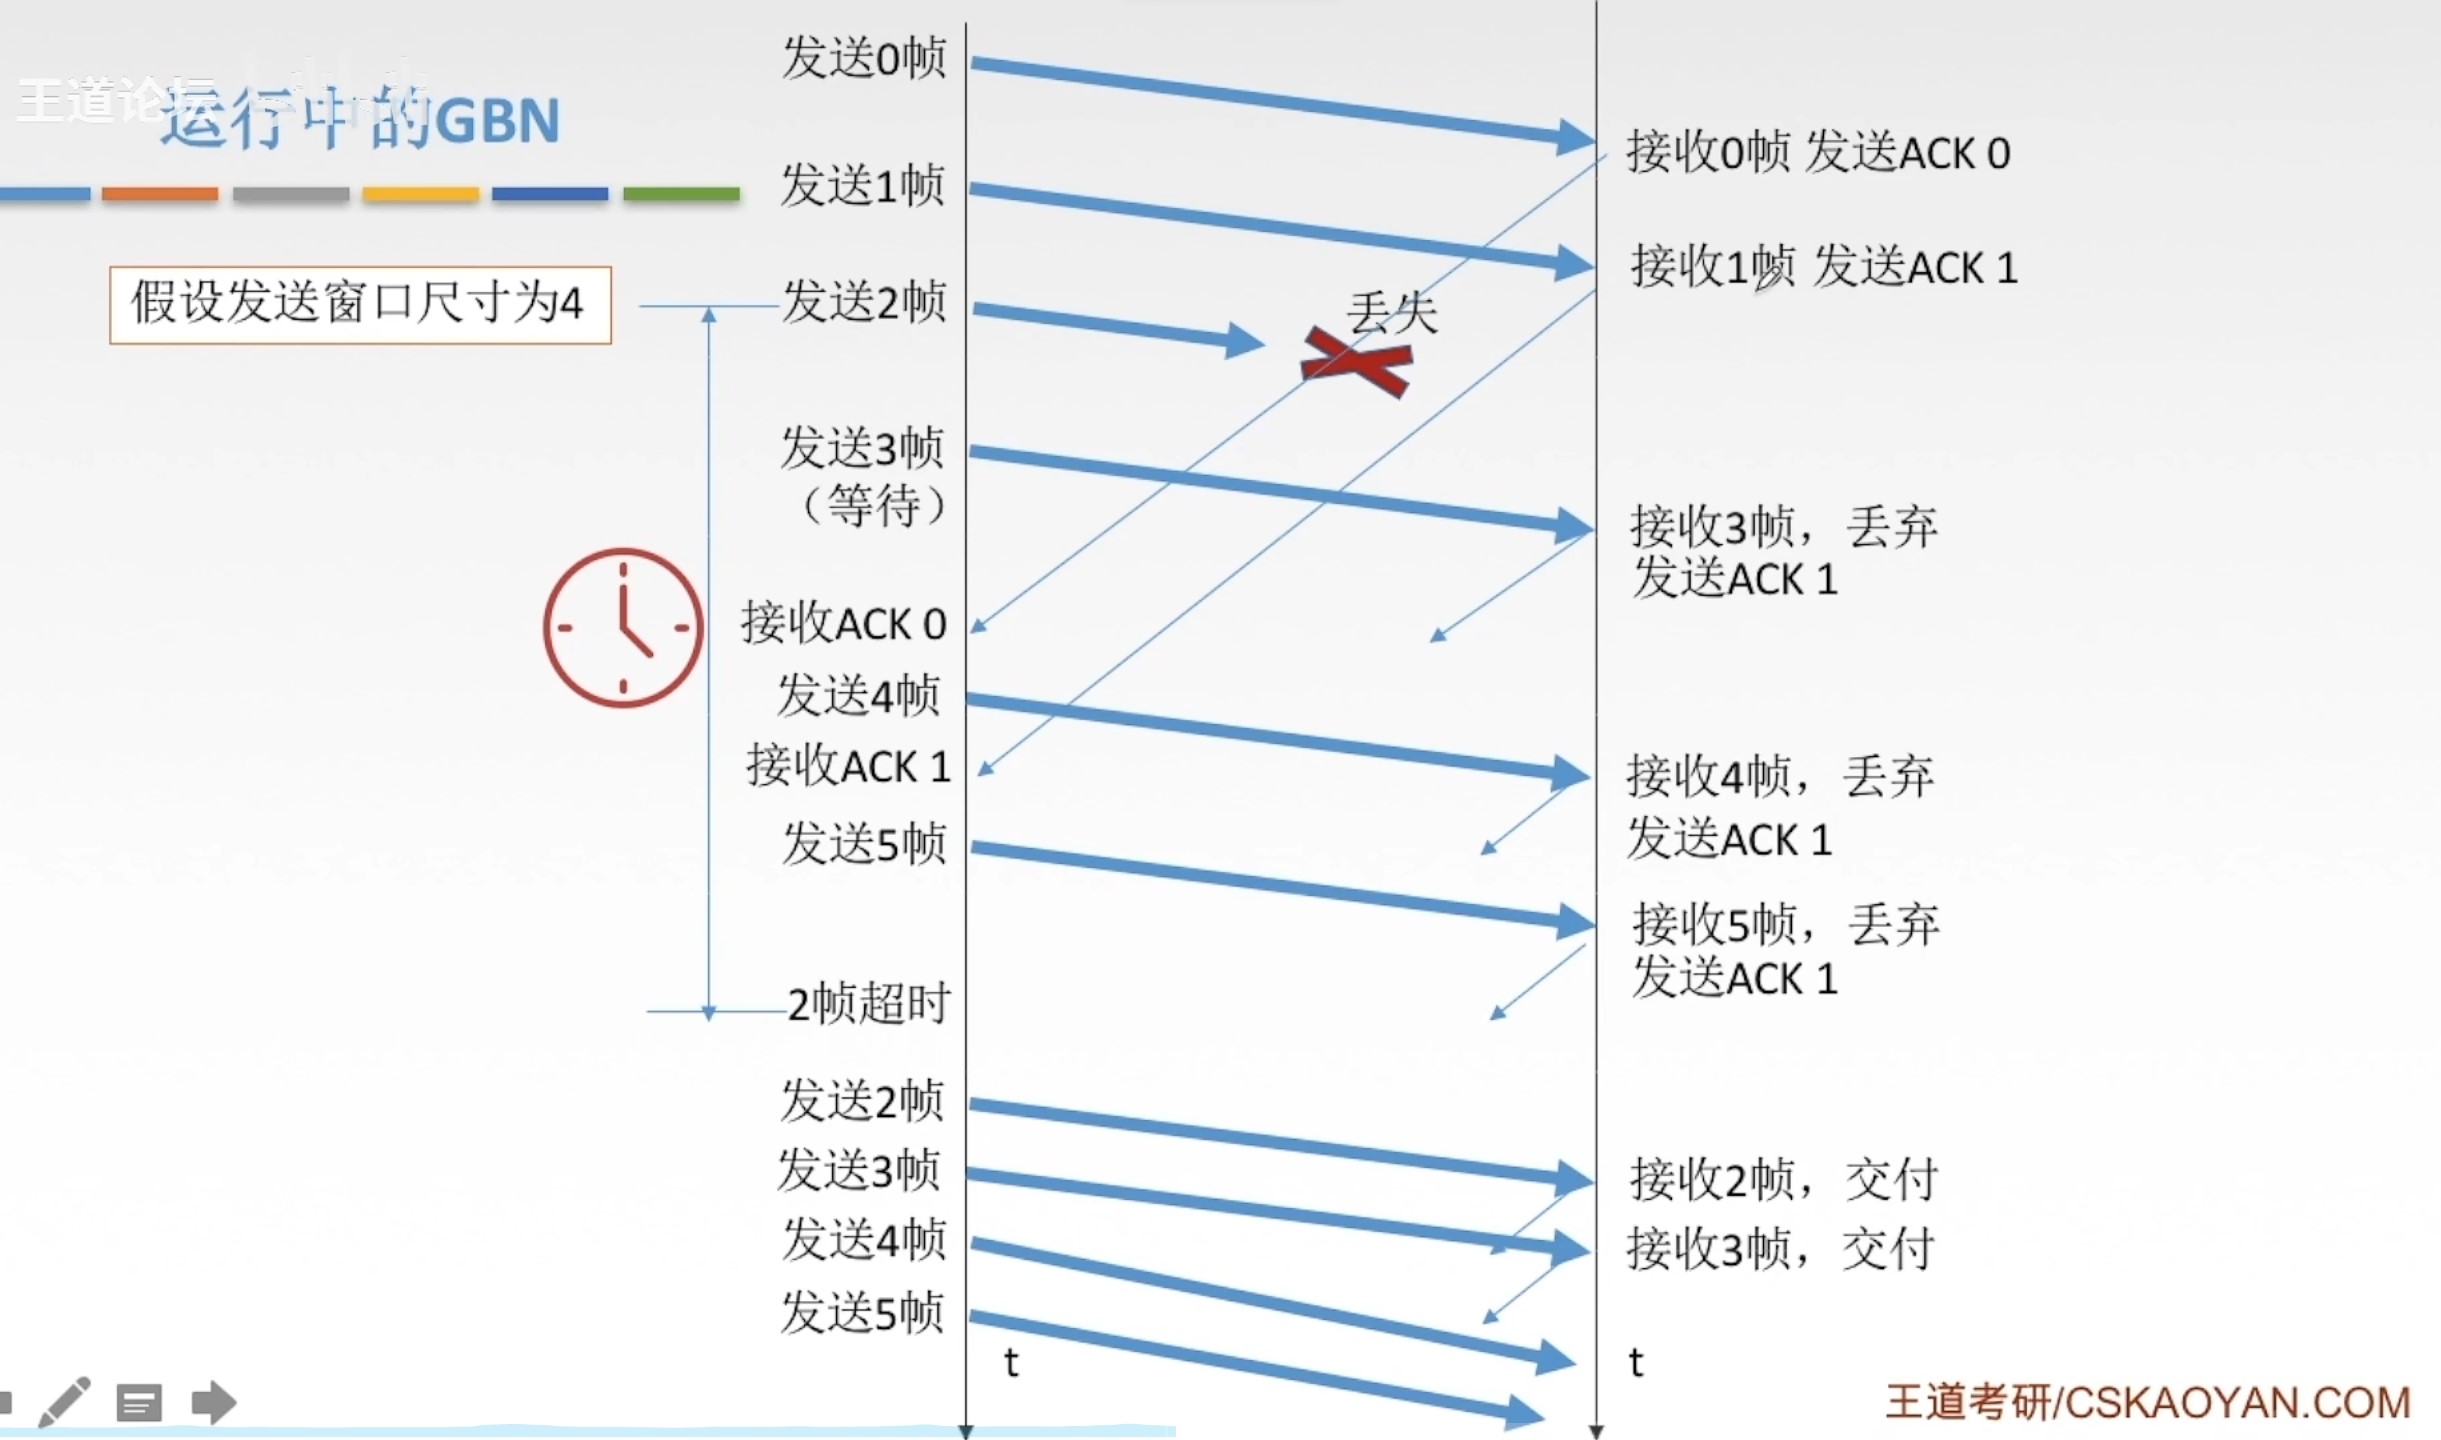 王道论坛
运行中的GBN
假设发送窗口尺寸为4
发送0帧
发送1帧
发送2帧
发送3帧
（等待）
接收ACK 0
发送4帧
接收ACK 1
发送5帧
2帧超时
发送2帧
发送3帧
发送4帧
发送5帧
t
丢失
接收0帧 发送ACK 0
接收1帧 发送ACK 1
接收3帧，丢弃
发送ACK 1
接收4帧，丢弃
发送ACK 1
接收5帧，丢弃
发送ACK 1
接收2帧，交付
接收3帧，交付
t
王道考研/CSKAOYAN.COM